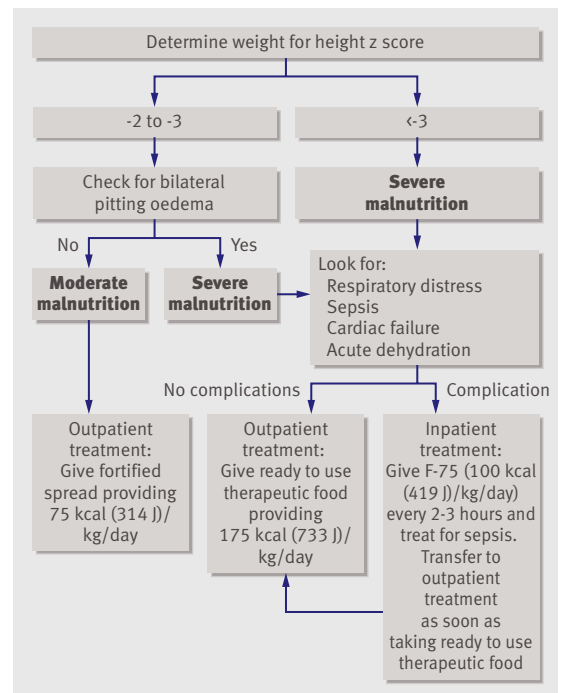 Determine weight for height z score
-2 to -3
<-3
Check for bilateral
pitting oedema
Severe
malnutrition
No
Yes
Moderate
malnutrition
Severe
malnutrition
Look for:
Respiratory distress
Sepsis
Cardiac failure
Acute dehydration
No complications
Complication
Outpatient
treatment:
Give fortified
spread providing
75 kcal (314 J)/
kg/day
Outpatient
treatment:
Give ready to use
therapeutic food
providing
175 kcal (733 J)/
kg/day
Inpatient
treatment:
Give F-75 (100 kcal
(419 J)/kg/day)
every 2-3 hours and
treat for sepsis.
Transfer to
outpatient
treatment
as soon as
taking ready to use
therapeutic food